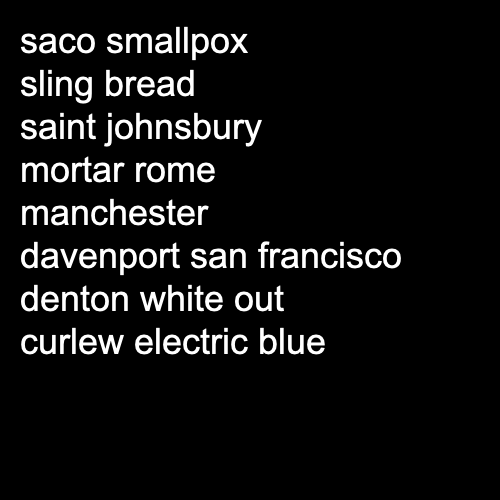 saco smallpox
sling bread
saint johnsbury
mortar rome
manchester
davenport san francisco
denton white out
curlew electric blue